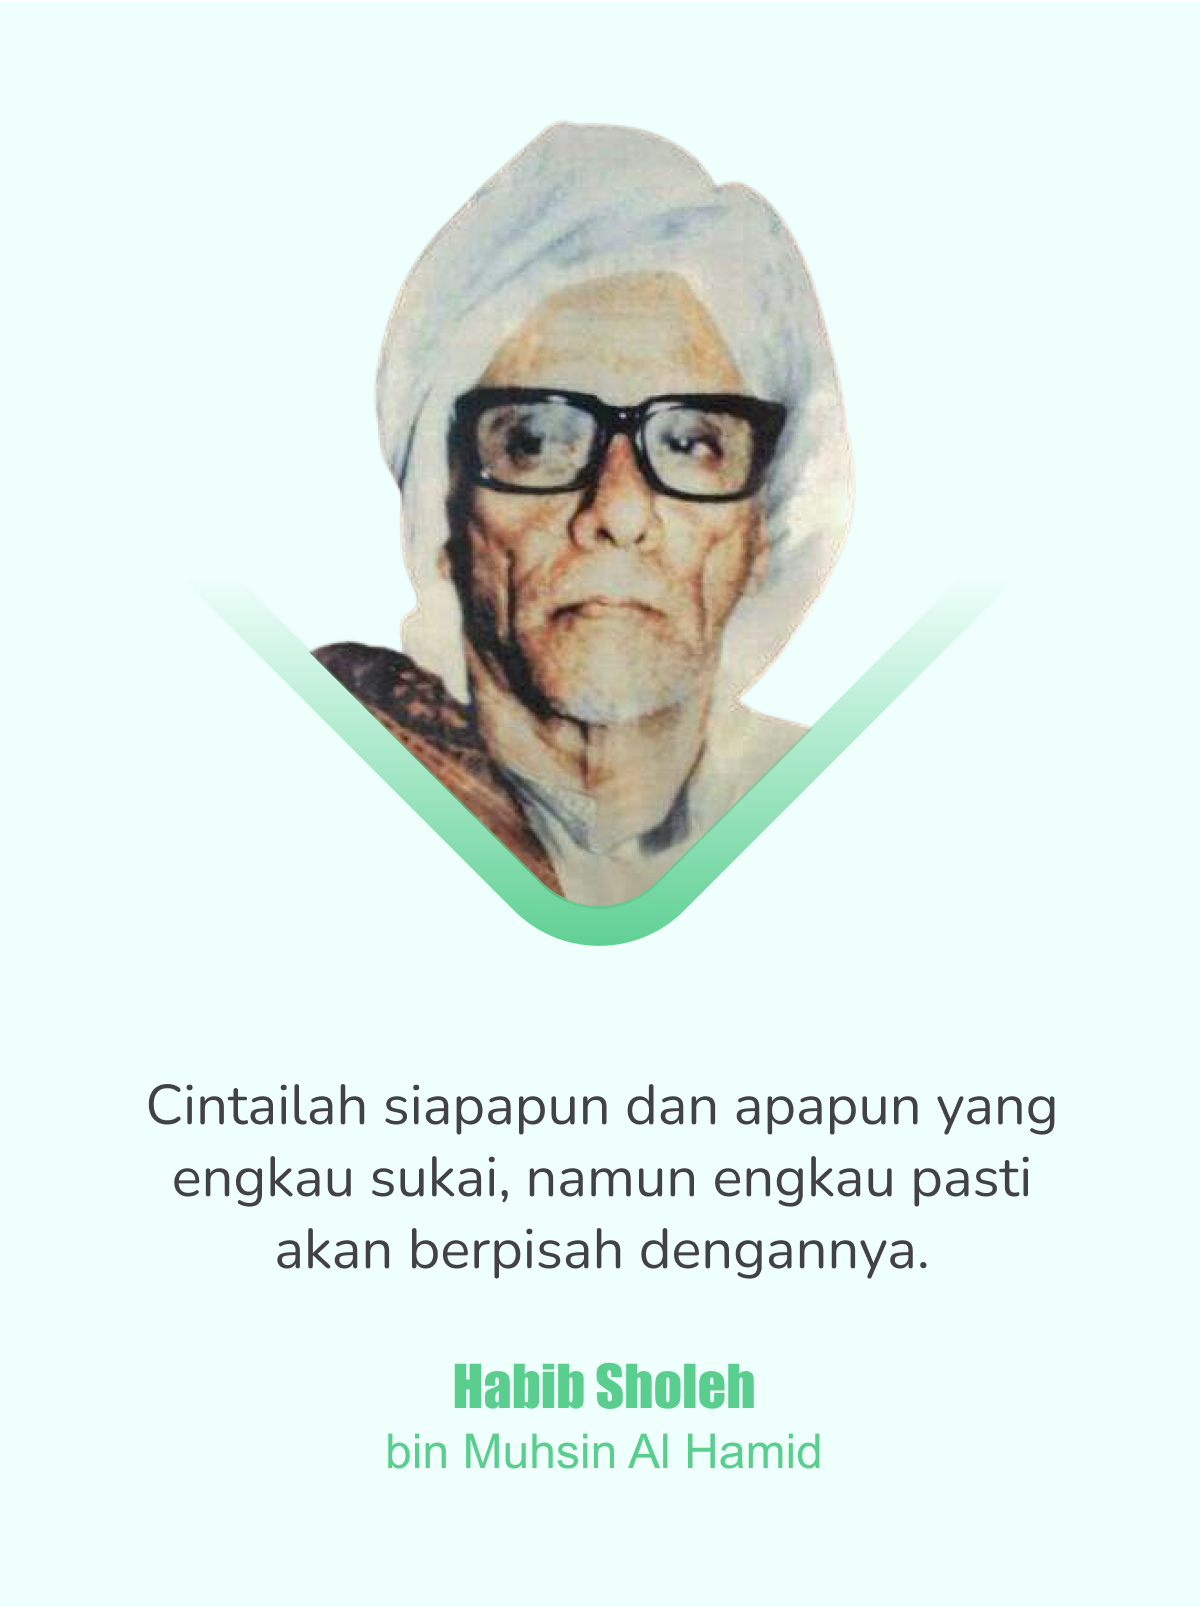 Cintailah siapapun dan apapun yang
engkau sukai, namun engkau pasti
akan berpisah dengannya.
Habib Sholeh
bin Muhsin Al Hamid